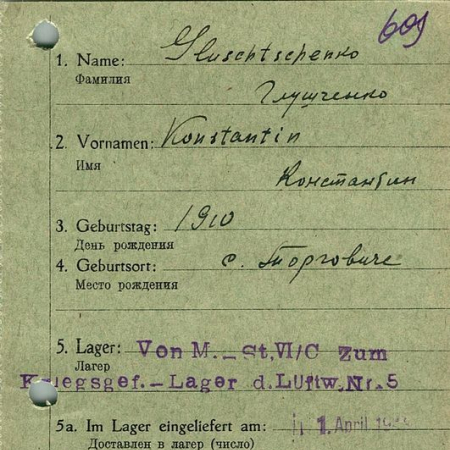 609
1. Name: Gluschtschenko
Фамилия
Глущенко
2. Vornamen: Konstantin
Имя
Константин
3. Geburtstag: 1910
День рождения
4. Geburtsort: с. Торговиче
Место рождения
5. Lager: Von M.-St.VI/C zum
Лагер
Kriegsgef.-Lager d.Luftw.Nr.5
5a. Im Lager eingeliefert am: 1. April
Доставлен в лагер (число)